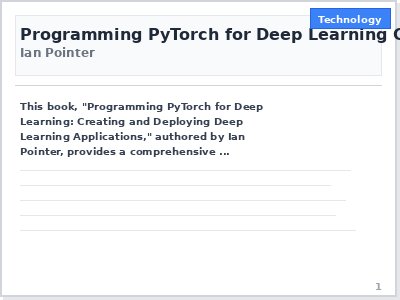 Technology
Programming PyTorch for Deep Learning
Ian Pointer
This book, "Programming PyTorch for Deep
Learning: Creating and Deploying Deep
Learning Applications," authored by Ian
Pointer, provides a comprehensive ...
1